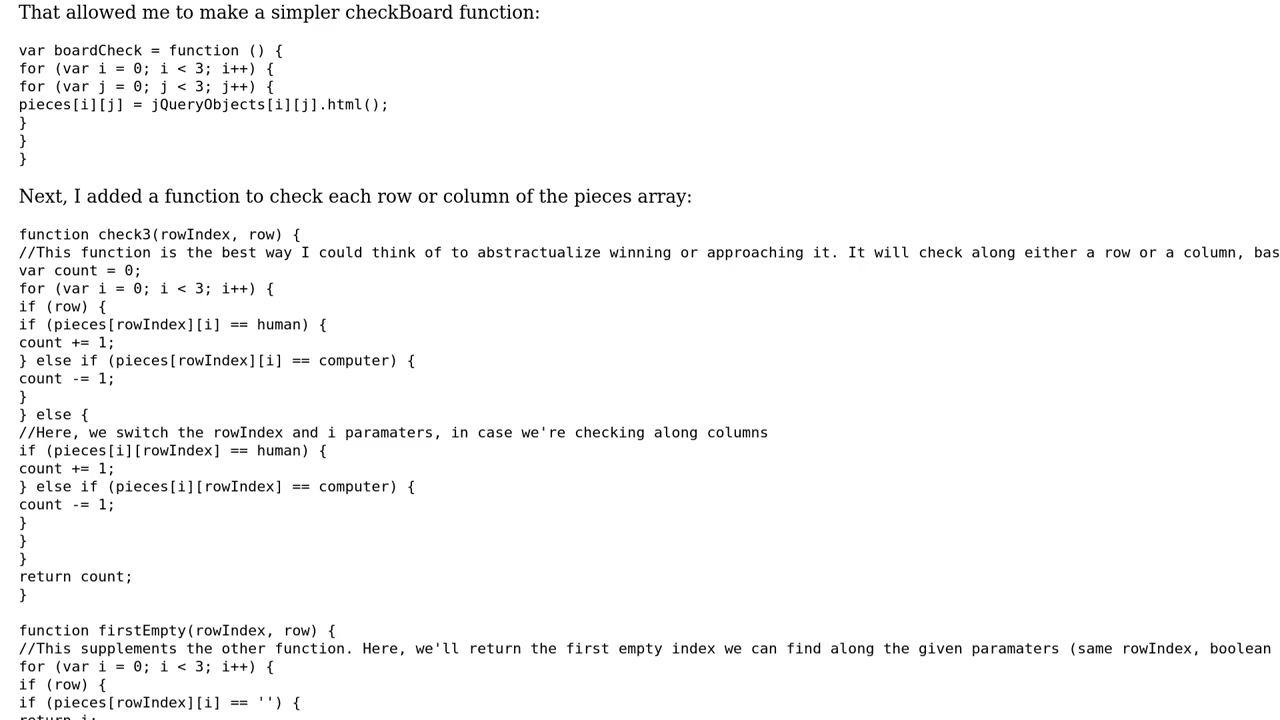 That allowed me to make a simpler checkBoard function:
var boardCheck = function () {
for (var i = 0; i < 3; i++) {
for (var j = 0; j < 3; j++) {
pieces[i][j] = jQueryObjects[i][j].html();
}
}
}
Next, I added a function to check each row or column of the pieces array:
function check3(rowIndex, row) {
//This function is the best way I could think of to abstractualize winning or approaching it. It will check along either a row or a column, bas
var count = 0;
for (var i = 0; i < 3; i++) {
if (row) {
if (pieces[rowIndex][i] == human) {
count += 1;
} else if (pieces[rowIndex][i] == computer) {
count -= 1;
}
} else {
//Here, we switch the rowIndex and i paramaters, in case we're checking along columns
if (pieces[i][rowIndex] == human) {
count += 1;
} else if (pieces[i][rowIndex] == computer) {
count -= 1;
}
}
}
return count;
}
function firstEmpty(rowIndex, row) {
//This supplements the other function. Here, we'll return the first empty index we can find along the given paramaters (same rowIndex, boolean
for (var i = 0; i < 3; i++) {
if (row) {
if (pieces[rowIndex][i] == '') {
return i;